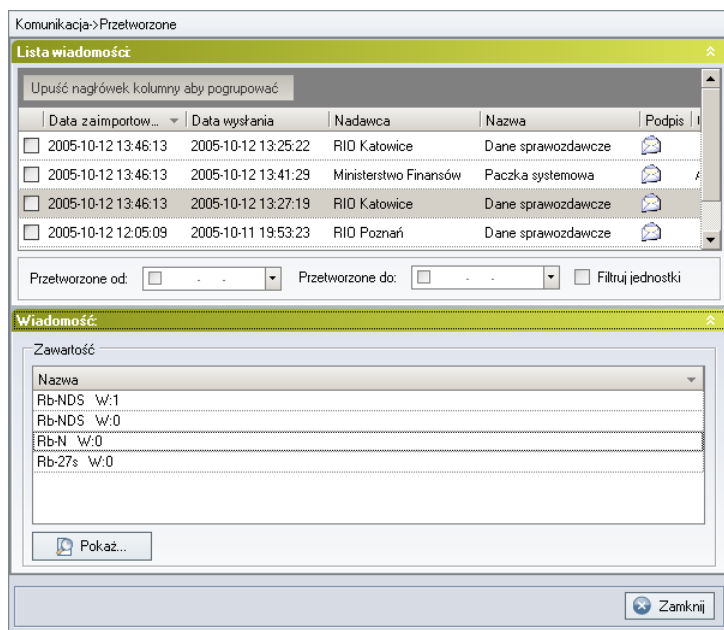 Komunikacja->Przetworzone
Lista wiadomości:
Upuść nagłówek kolumny aby pogrupować
Data zaimportow... Data wysłania Nadawca Nazwa Podpis
2005-10-12 13:46:13 2005-10-12 13:25:22 RIO Katowice Dane sprawozdawcze
2005-10-12 13:46:13 2005-10-12 13:41:29 Ministerstwo Finansów Paczka systemowa
2005-10-12 13:46:13 2005-10-12 13:27:19 RIO Katowice Dane sprawozdawcze
2005-10-12 12:05:09 2005-10-11 19:53:23 RIO Poznań Dane sprawozdawcze
Przetworzone od: - - Przetworzone do: - - Filtruj jednostki
Wiadomość:
Zawartość
Nazwa
Rb-NDS W:1
Rb-NDS W:0
Rb-N W:0
Rb-27s W:0
Pokaż...
Zamknij